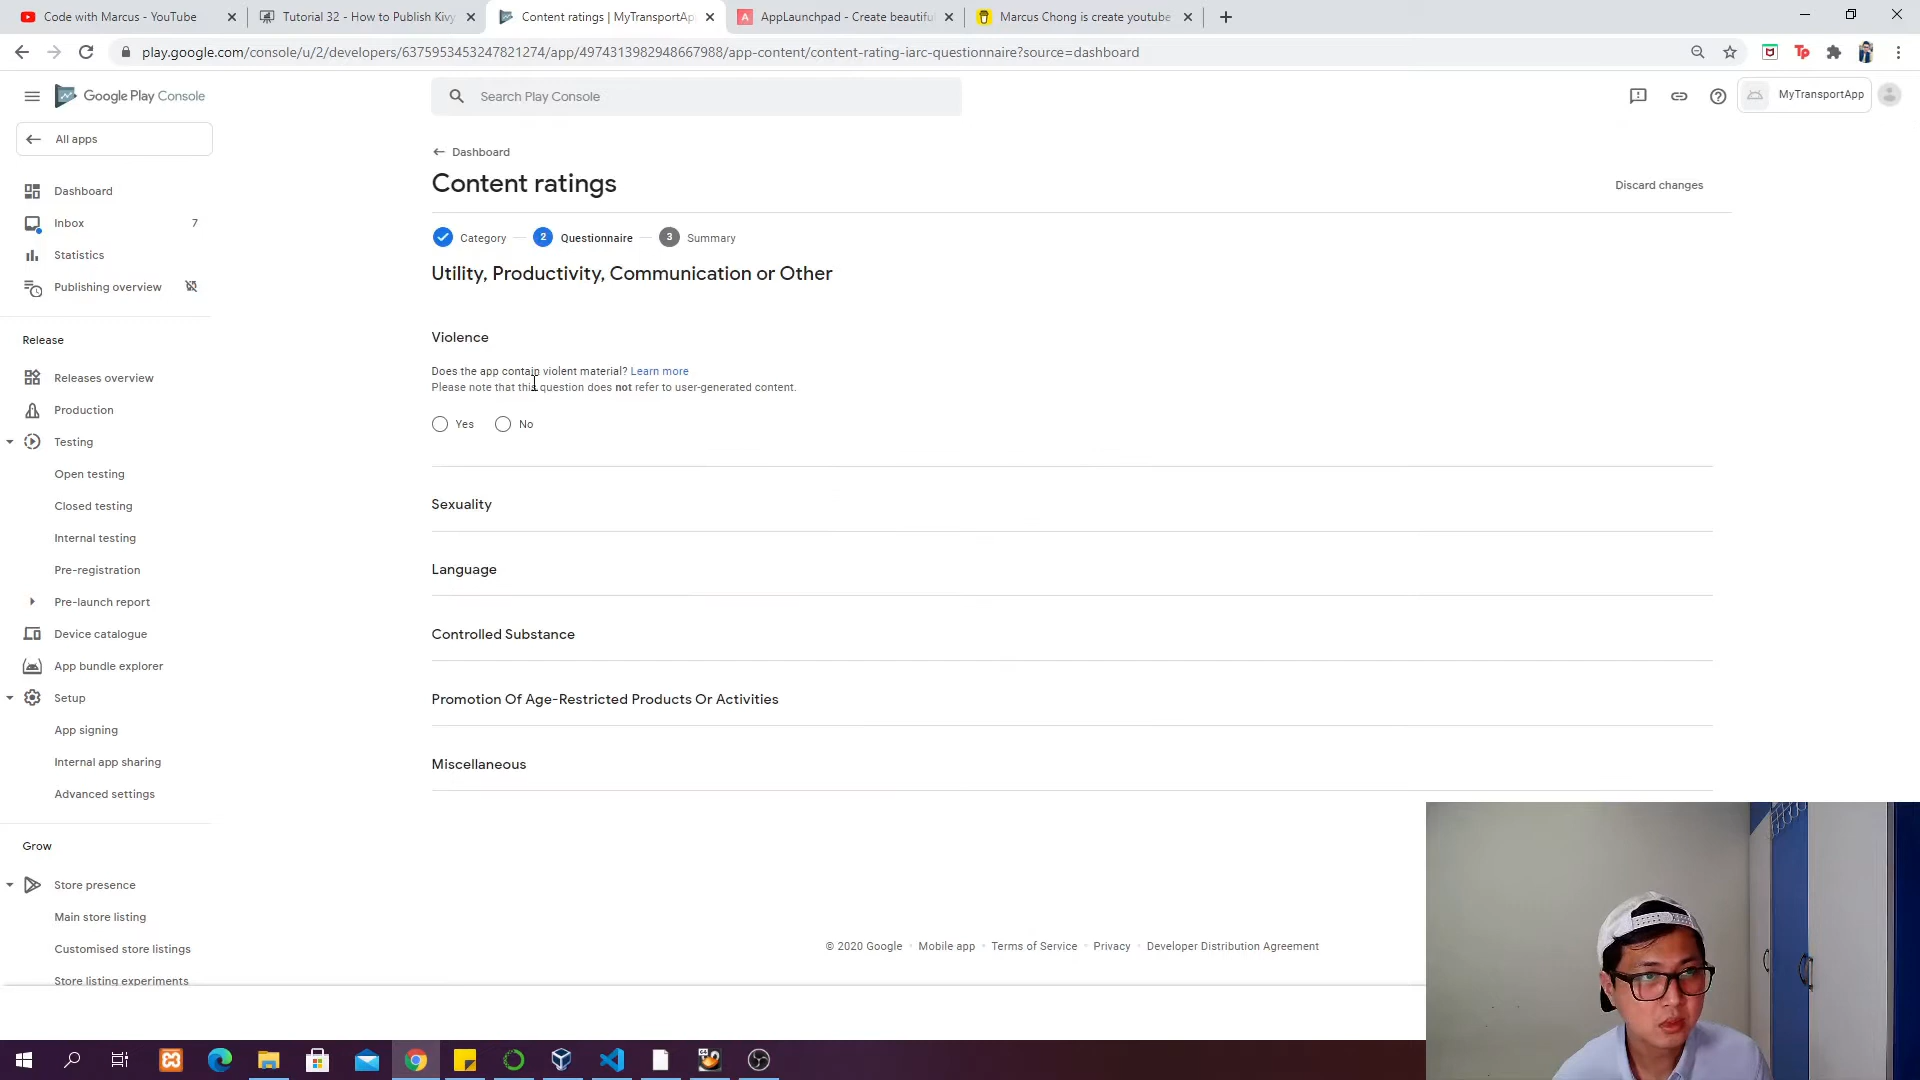 Code with Marcus - YouTube
Tutorial 32 - How to Publish Kivy
Content ratings | MyTransportAp
AppLaunchpad - Create beautiful
Marcus Chong is create youtube
play.google.com/console/u/2/developers/6375953453247821274/app/4974313982948667988/app-content/content-rating-iarc-questionnaire?source=dashboard
Google Play Console
Search Play Console
MyTransportApp
All apps
Dashboard
Inbox 7
Statistics
Publishing overview
Release
Releases overview
Production
Testing
Open testing
Closed testing
Internal testing
Pre-registration
Pre-launch report
Device catalogue
App bundle explorer
Setup
App signing
Internal app sharing
Advanced settings
Grow
Store presence
Main store listing
Customised store listings
Store listing experiments
Dashboard
Content ratings
Discard changes
Category 2 Questionnaire 3 Summary
Utility, Productivity, Communication or Other
Violence
Does the app contain violent material? Learn more
Please note that this question does not refer to user-generated content.
Yes No
Sexuality
Language
Controlled Substance
Promotion Of Age-Restricted Products Or Activities
Miscellaneous
© 2020 Google · Mobile app · Terms of Service · Privacy · Developer Distribution Agreement